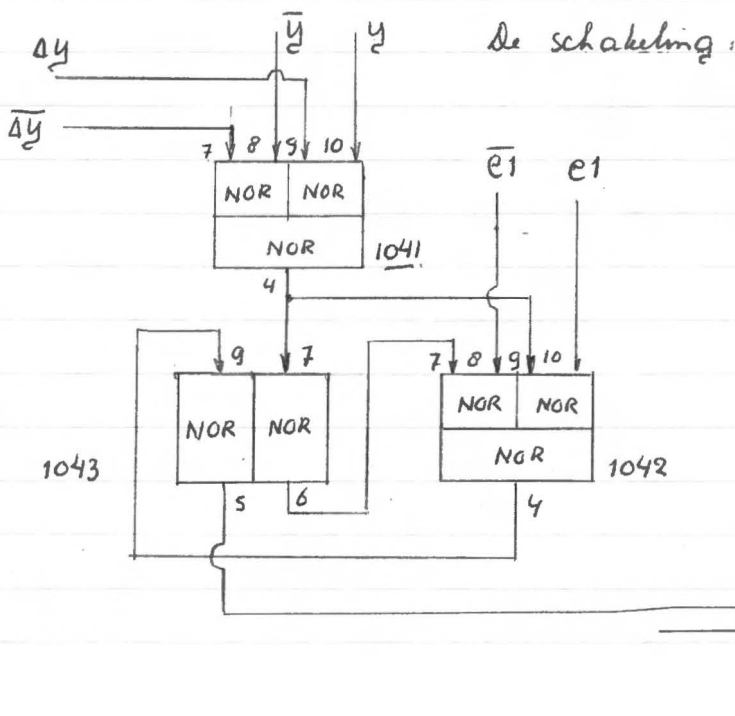 De schakeling.
Δy
ȳ
y
Δ̅y̅
7 8 9 10
e̅1̅
e1
NOR NOR
NOR
1041
4
9 7
7 8 9 10
NOR NOR
NOR NOR
NOR
1043
1042
5 6
4